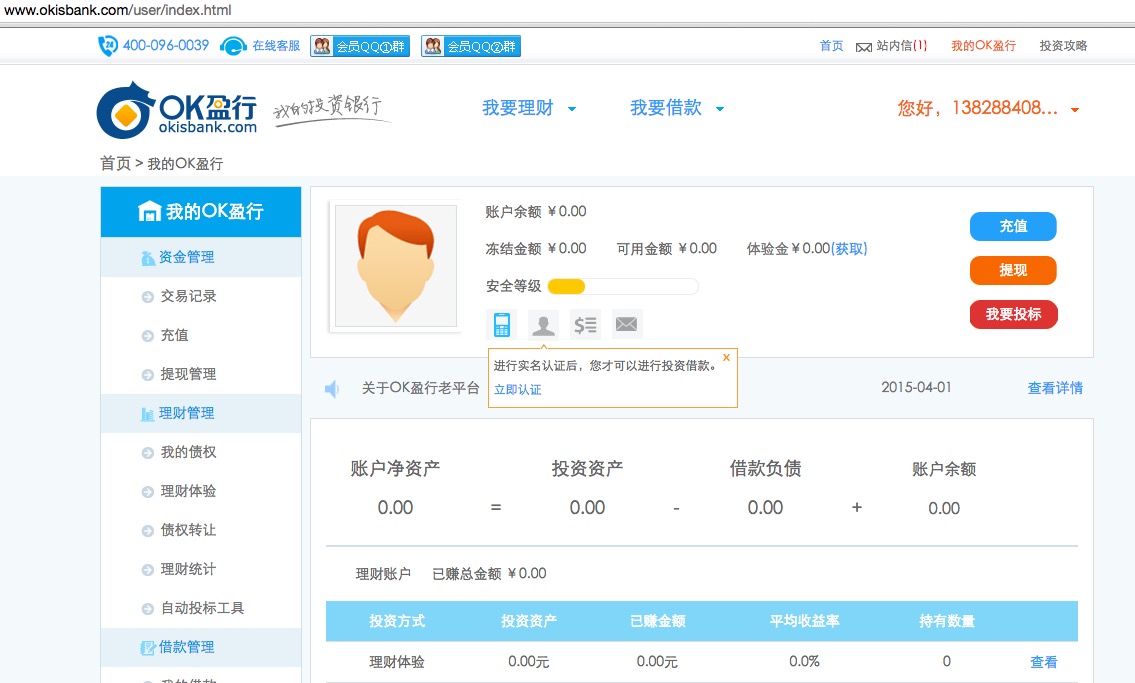 www.okisbank.com/user/index.html
400-096-0039 在线客服 会员QQ①群 会员QQ②群 首页 站内信(1) 我的OK盈行 投资攻略
OK盈行
okisbank.com
我的投资银行
我要理财 我要借款 您好，138288408...
首页 > 我的OK盈行
我的OK盈行
资金管理
交易记录
充值
提现管理
理财管理
我的债权
理财体验
债权转让
理财统计
自动投标工具
借款管理
我的借款
账户余额 ￥0.00
冻结金额 ￥0.00 可用金额 ￥0.00 体验金￥0.00(获取)
安全等级
充值
提现
我要投标
进行实名认证后，您才可以进行投资借款。 x
立即认证
关于OK盈行老平台 2015-04-01 查看详情
账户净资产 投资资产 借款负债 账户余额
0.00 = 0.00 - 0.00 + 0.00
理财账户 已赚总金额 ￥0.00
投资方式 投资资产 已赚金额 平均收益率 持有数量
理财体验 0.00元 0.00元 0.0% 0 查看